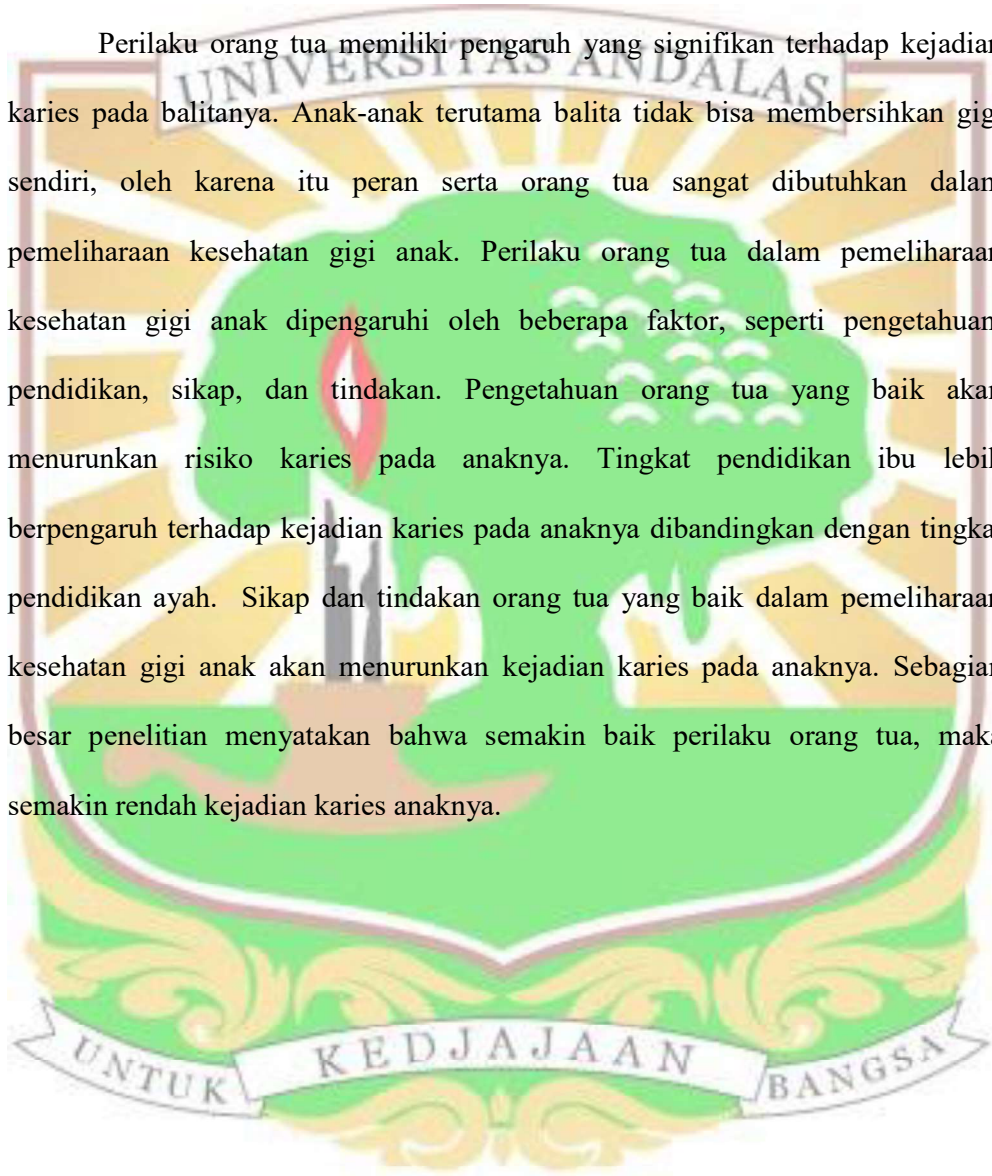 Perilaku orang tua memiliki pengaruh yang signifikan terhadap kejadian
UNIVERSITAS ANDALAS
karies pada balitanya. Anak-anak terutama balita tidak bisa membersihkan gig
sendiri, oleh karena itu peran serta orang tua sangat dibutuhkan dalam
pemeliharaan kesehatan gigi anak. Perilaku orang tua dalam pemeliharaan
kesehatan gigi anak dipengaruhi oleh beberapa faktor, seperti pengetahuan
pendidikan, sikap, dan tindakan. Pengetahuan orang tua yang baik akan
menurunkan risiko karies pada anaknya. Tingkat pendidikan ibu lebih
berpengaruh terhadap kejadian karies pada anaknya dibandingkan dengan tingka
pendidikan ayah. Sikap dan tindakan orang tua yang baik dalam pemeliharaan
kesehatan gigi anak akan menurunkan kejadian karies pada anaknya. Sebagian
besar penelitian menyatakan bahwa semakin baik perilaku orang tua, maka
semakin rendah kejadian karies anaknya.
UNTUK KEDJAJAAN BANGSA